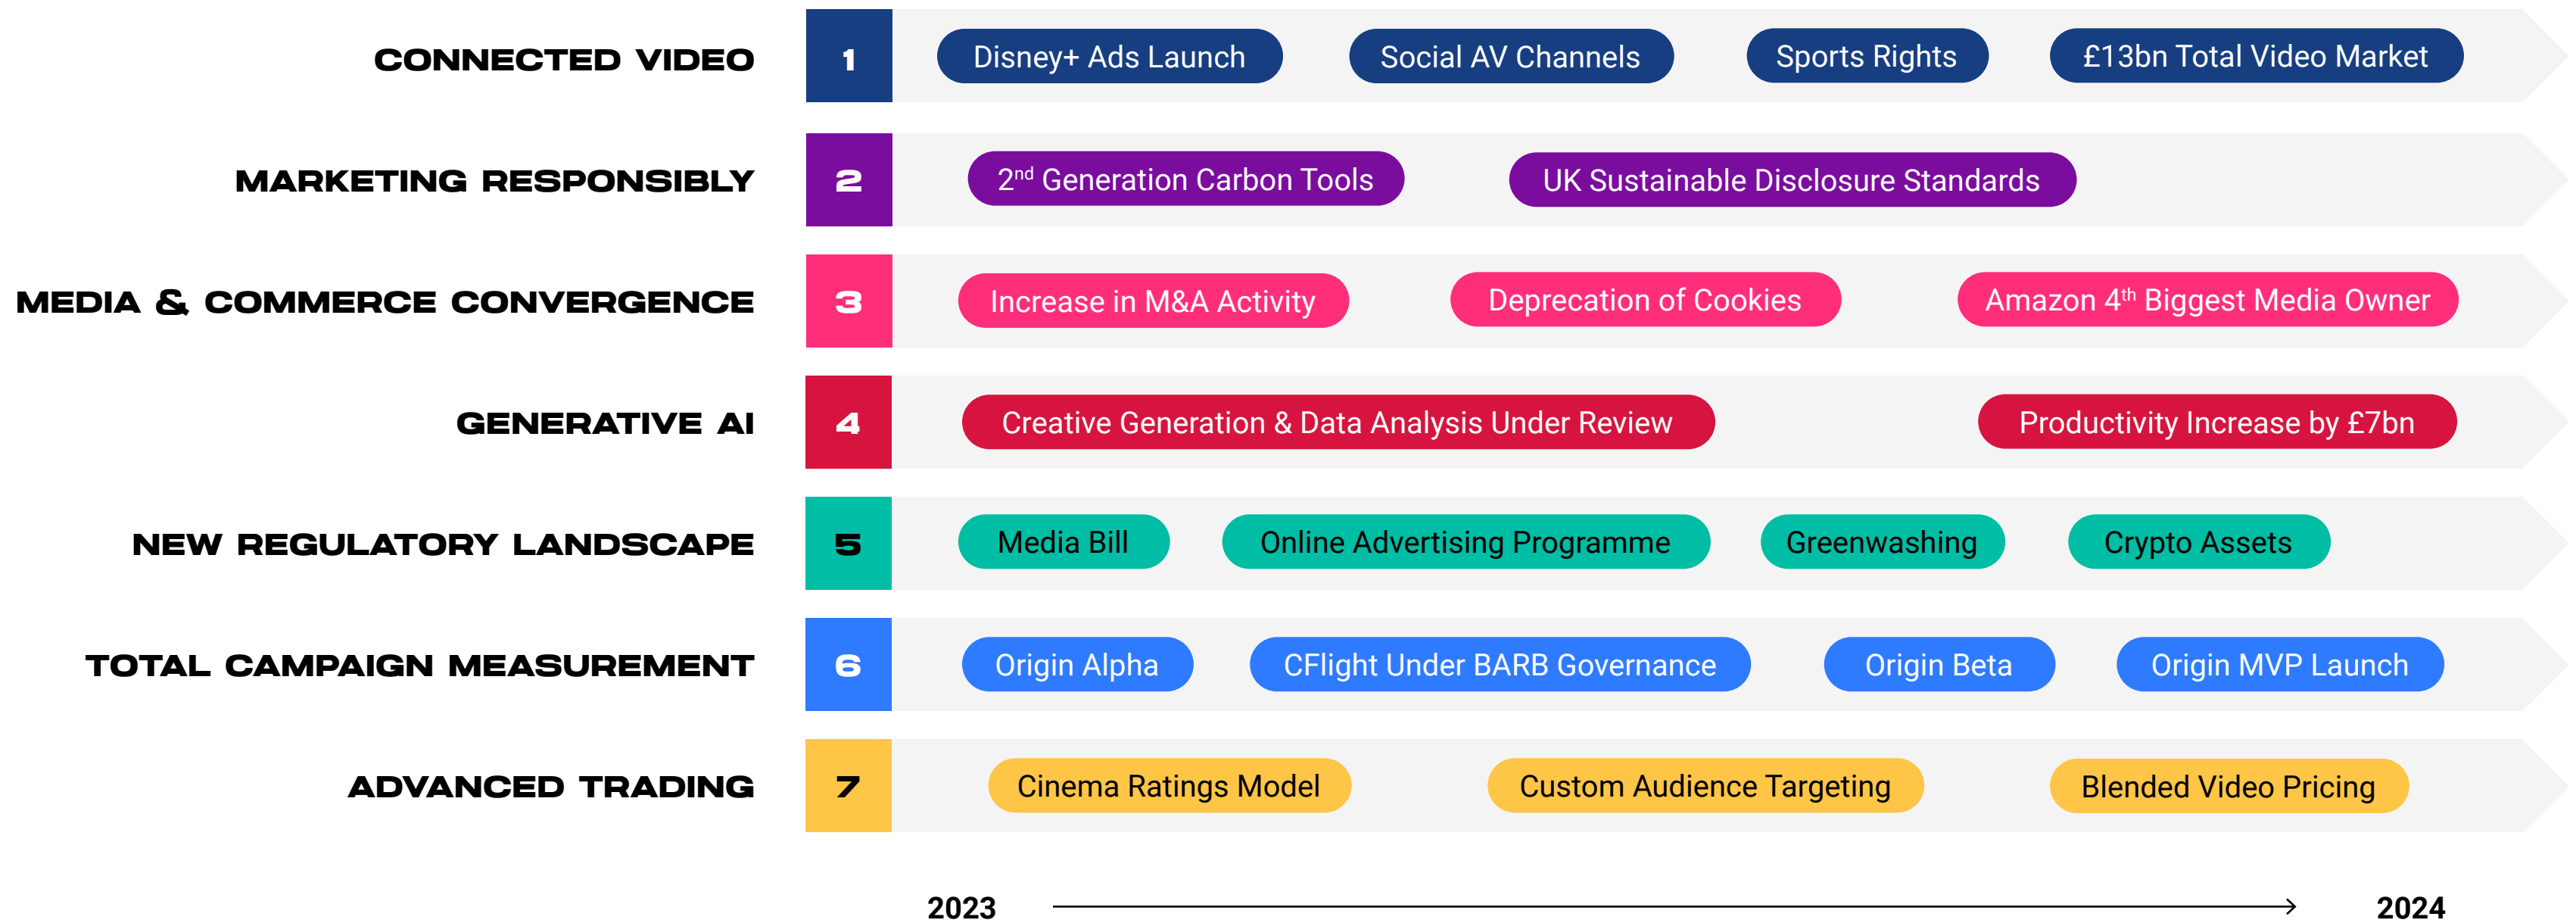 CONNECTED VIDEO 1 Disney+ Ads Launch Social AV Channels Sports Rights £13bn Total Video Market
MARKETING RESPONSIBLY 2 2nd Generation Carbon Tools UK Sustainable Disclosure Standards
MEDIA & COMMERCE CONVERGENCE 3 Increase in M&A Activity Deprecation of Cookies Amazon 4th Biggest Media Owner
GENERATIVE AI 4 Creative Generation & Data Analysis Under Review Productivity Increase by £7bn
NEW REGULATORY LANDSCAPE 5 Media Bill Online Advertising Programme Greenwashing Crypto Assets
TOTAL CAMPAIGN MEASUREMENT 6 Origin Alpha CFlight Under BARB Governance Origin Beta Origin MVP Launch
ADVANCED TRADING 7 Cinema Ratings Model Custom Audience Targeting Blended Video Pricing
2023 2024